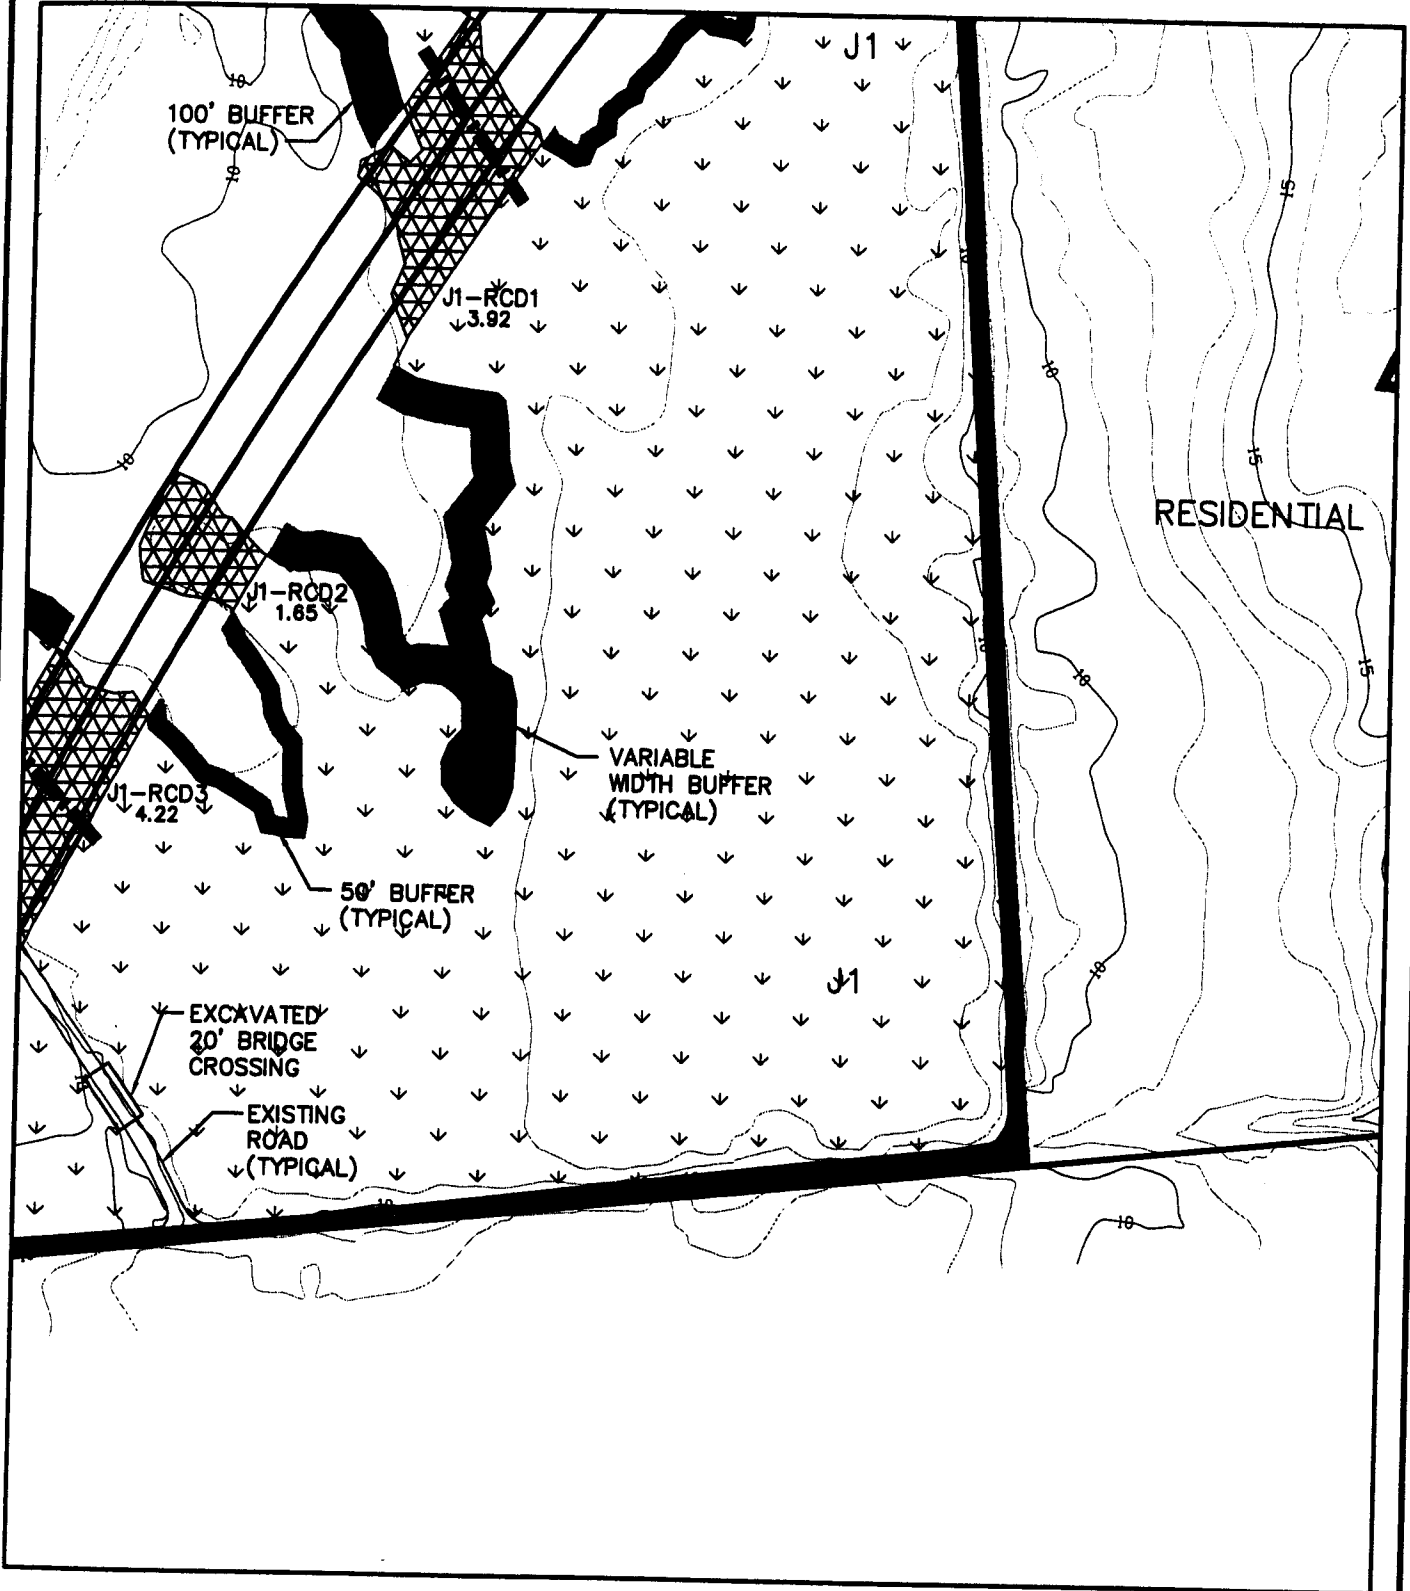 J1
10
100' BUFFER
(TYPICAL)
10
15
10
J1-RCD1
3.92
10
10
15
RESIDENTIAL
J1-RCD2
1.65
10
15
10
VARIABLE
WIDTH BUFFER
(TYPICAL)
J1-RCD3
4.22
50' BUFFER
(TYPICAL)
10
J1
EXCAVATED
20' BRIDGE
CROSSING
EXISTING
ROAD
(TYPICAL)
10
10